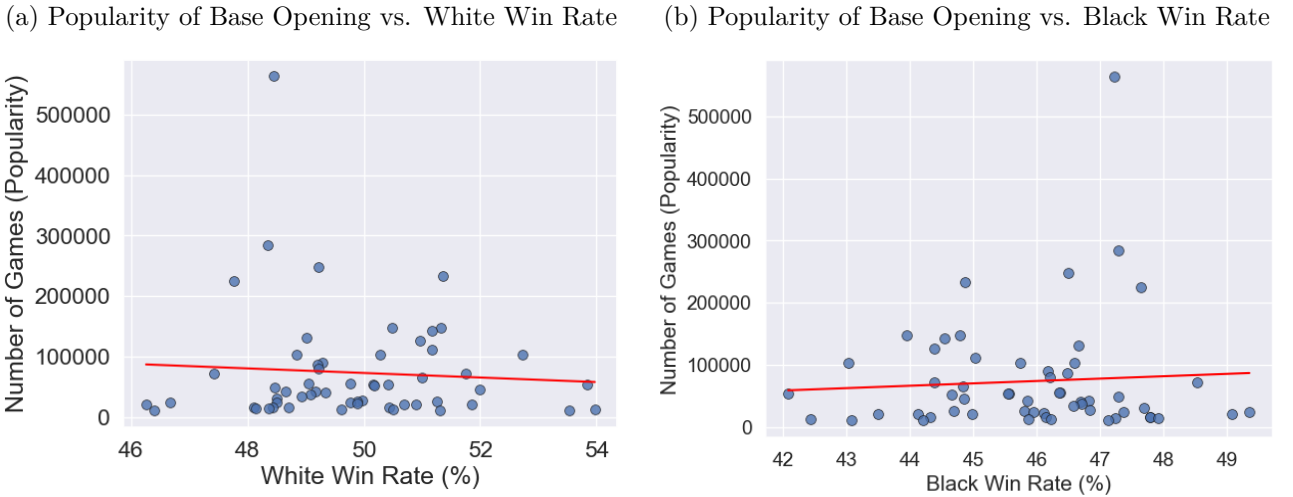 (a) Popularity of Base Opening vs. White Win Rate
Number of Games (Popularity)
500000
400000
300000
200000
100000
0
46 48 50 52 54
White Win Rate (%)
(b) Popularity of Base Opening vs. Black Win Rate
Number of Games (Popularity)
500000
400000
300000
200000
100000
0
42 43 44 45 46 47 48 49
Black Win Rate (%)